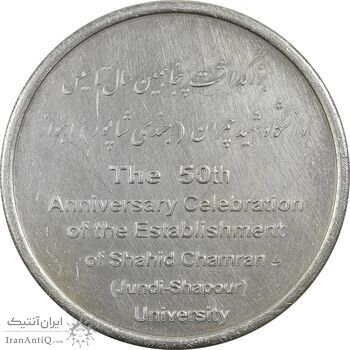 بزرگداشت پنجاهمین سال تاسیس
دانشگاه شهید چمران (جندی شاپور) اهواز
The 50th
Anniversary Celebration
of the Establishment
of Shahid Chamran
(Jundi-Shapour)
University
ایران آنتیک
IranAntiQ.com